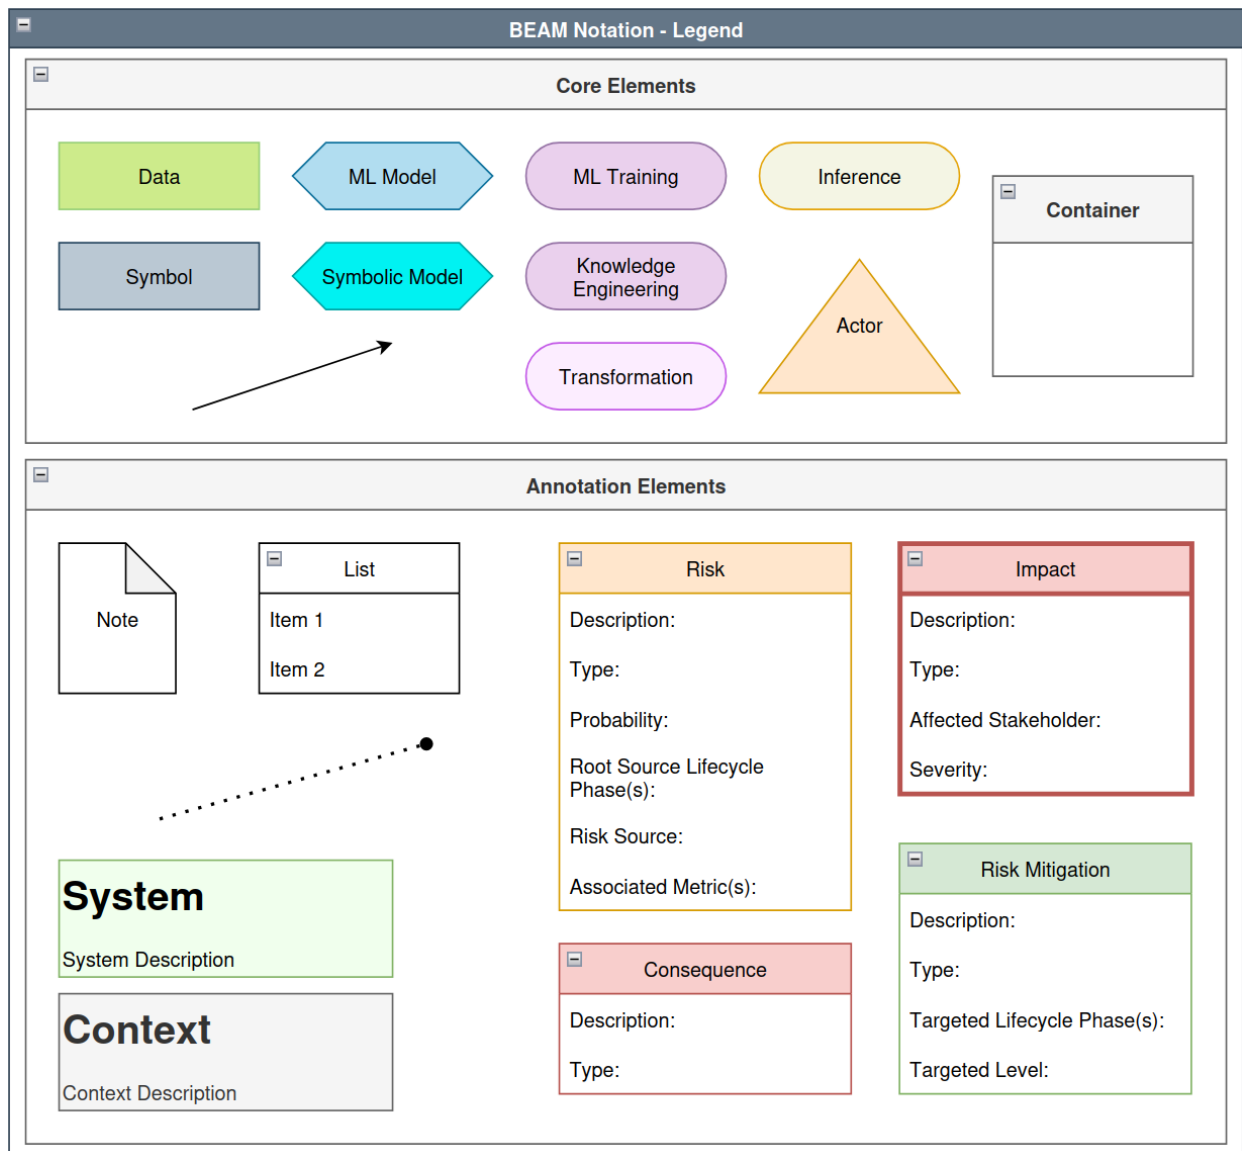 BEAM Notation - Legend
Core Elements
Data
ML Model
ML Training
Inference
Container
Symbol
Symbolic Model
Knowledge
Engineering
Actor
Transformation
Annotation Elements
Note
List
Item 1
Item 2
Risk
Description:
Type:
Probability:
Root Source Lifecycle
Phase(s):
Risk Source:
Associated Metric(s):
Impact
Description:
Type:
Affected Stakeholder:
Severity:
System
System Description
Context
Context Description
Consequence
Description:
Type:
Risk Mitigation
Description:
Type:
Targeted Lifecycle Phase(s):
Targeted Level: